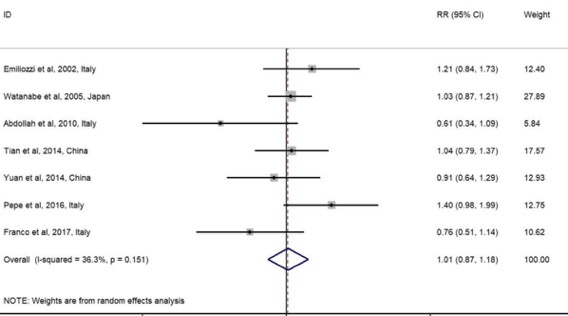 ID RR (95% CI) Weight
Emiliozzi et al, 2002, Italy 1.21 (0.84, 1.73) 12.40
Watanabe et al, 2005, Japan 1.03 (0.87, 1.21) 27.89
Abdollah et al, 2010, Italy 0.61 (0.34, 1.09) 5.84
Tian et al, 2014, China 1.04 (0.79, 1.37) 17.57
Yuan et al, 2014, China 0.91 (0.64, 1.29) 12.93
Pepe et al, 2016, Italy 1.40 (0.98, 1.99) 12.75
Franco et al, 2017, Italy 0.76 (0.51, 1.14) 10.62
Overall (I-squared = 36.3%, p = 0.151) 1.01 (0.87, 1.18) 100.00
NOTE: Weights are from random effects analysis